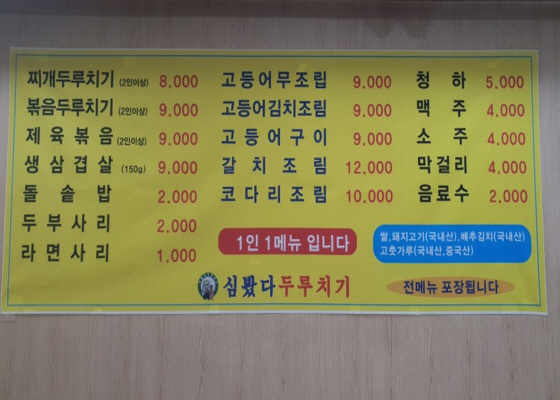 찌개두루치기 (2인이상) 8.000
볶음두루치기 (2인이상) 9.000
제육볶음 (2인이상) 9.000
생삼겹살 (150g) 9.000
돌솥밥 2.000
두부사리 2.000
라면사리 1.000
고등어무조림 9.000
고등어김치조림 9.000
고등어구이 9.000
갈치조림 12.000
코다리조림 10.000
청하 5.000
맥주 4.000
소주 4.000
막걸리 4.000
음료수 2.000
1인 1메뉴 입니다
쌀,돼지고기(국내산),배추김치(국내산)
고춧가루(국내산,중국산)
심봤다두루치기
전메뉴 포장됩니다